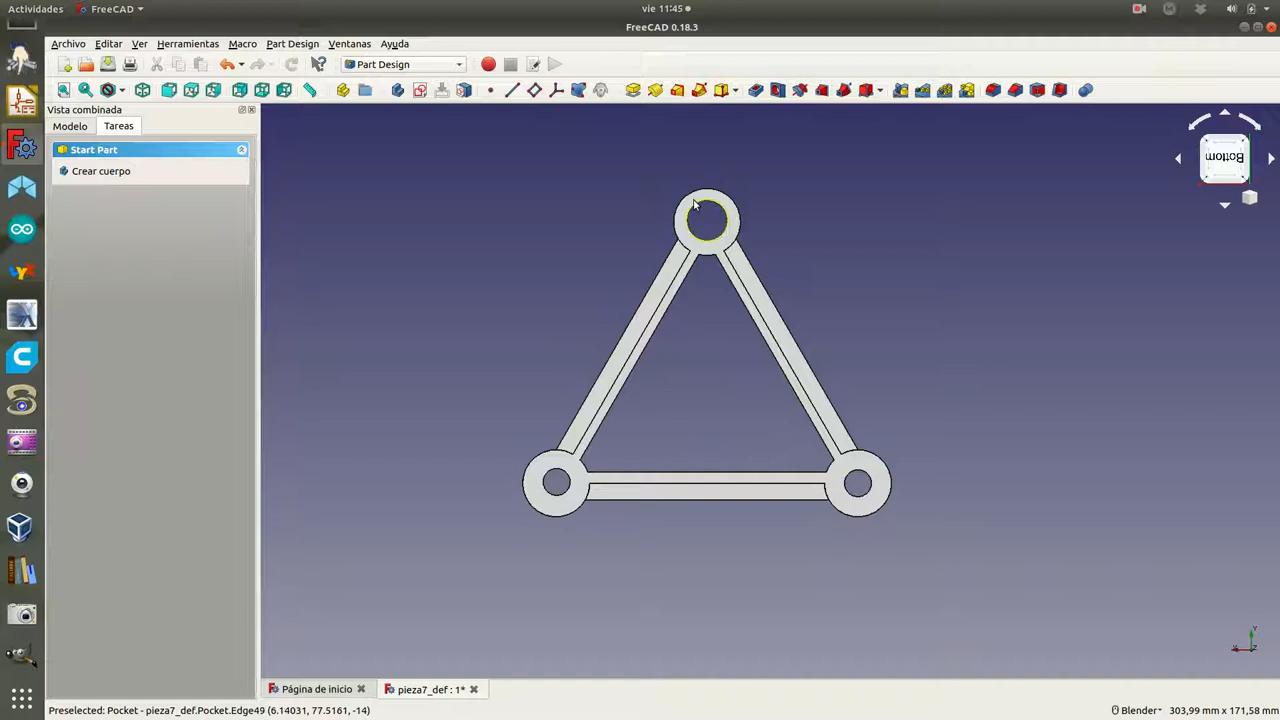 Actividades FreeCAD vie 11:45
FreeCAD 0.18.3
Archivo Editar Ver Herramientas Macro Part Design Ventanas Ayuda
Part Design
Vista combinada
Modelo Tareas
Start Part
Crear cuerpo
Bottom
Y
X
Z
Página de inicio pieza7_def : 1*
Preselected: Pocket - pieza7_def.Pocket.Edge49 (6.14031, 77.5161, -14) Blender 303,99 mm x 171,58 mm